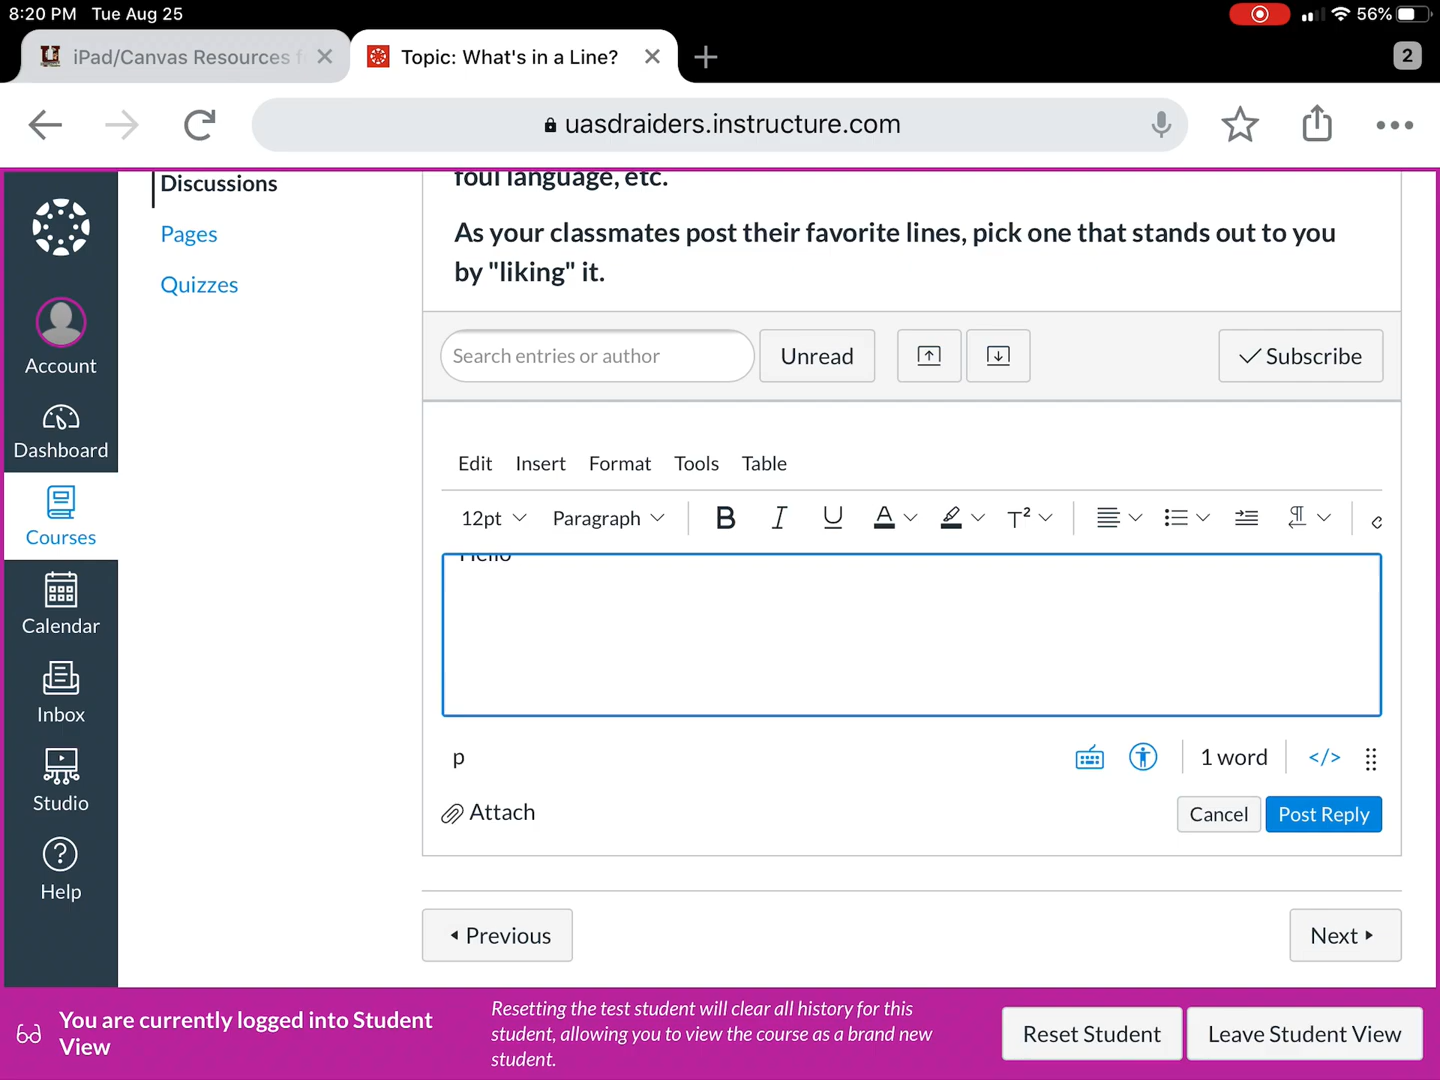 8:20 PM Tue Aug 25
56%
iPad/Canvas Resources f
Topic: What's in a Line?
2
uasdraiders.instructure.com
Discussions
Pages
Quizzes
Account
Dashboard
Courses
Calendar
Inbox
Studio
Help
foul language, etc.
As your classmates post their favorite lines, pick one that stands out to you
by "liking" it.
Search entries or author
Unread
Subscribe
Edit Insert Format Tools Table
12pt Paragraph B I U A T²
Hello
p
1 word </>
Attach
Cancel Post Reply
Previous
Next
You are currently logged into Student
View
Resetting the test student will clear all history for this
student, allowing you to view the course as a brand new
student.
Reset Student
Leave Student View